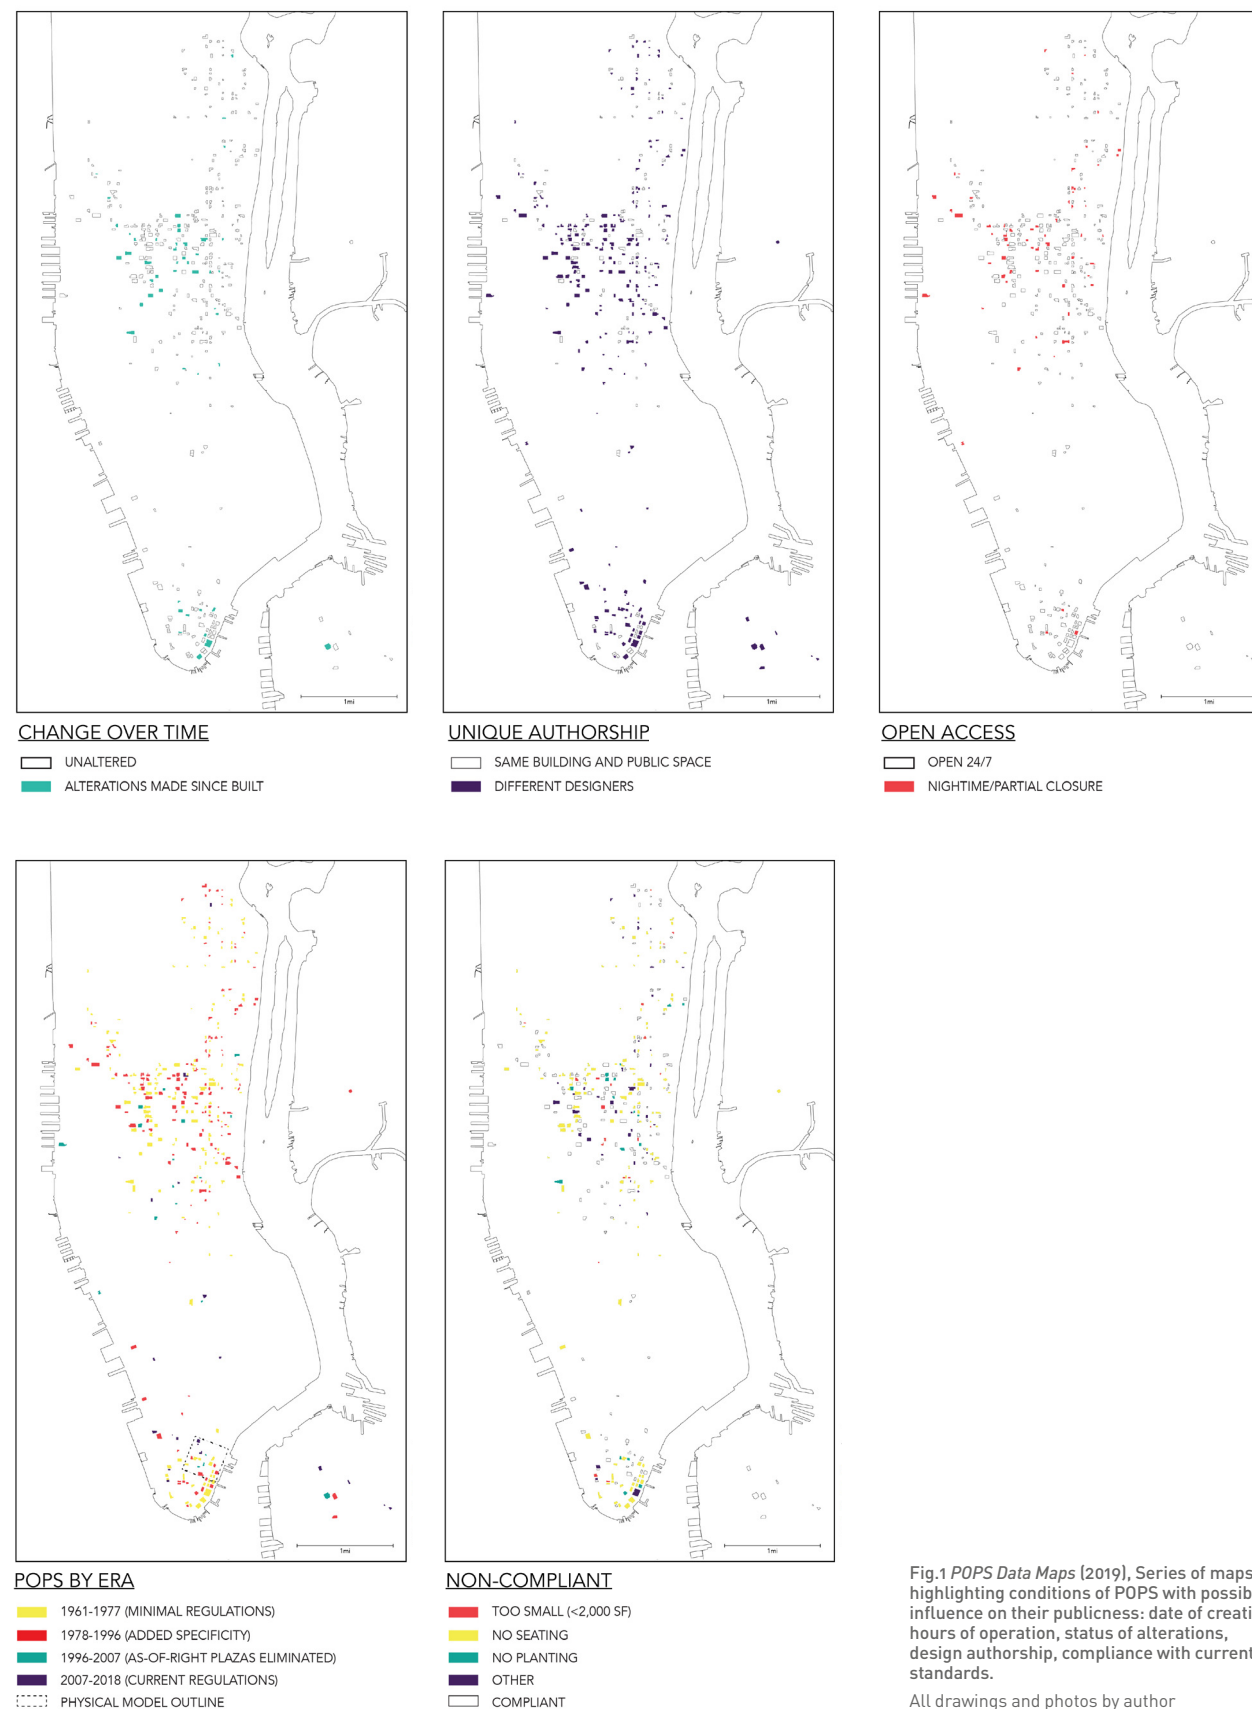 1mi
1mi
1mi
CHANGE OVER TIME
UNALTERED
ALTERATIONS MADE SINCE BUILT
UNIQUE AUTHORSHIP
SAME BUILDING AND PUBLIC SPACE
DIFFERENT DESIGNERS
OPEN ACCESS
OPEN 24/7
NIGHTIME/PARTIAL CLOSURE
1mi
1mi
POPS BY ERA
1961-1977 (MINIMAL REGULATIONS)
1978-1996 (ADDED SPECIFICITY)
1996-2007 (AS-OF-RIGHT PLAZAS ELIMINATED)
2007-2018 (CURRENT REGULATIONS)
PHYSICAL MODEL OUTLINE
NON-COMPLIANT
TOO SMALL (<2,000 SF)
NO SEATING
NO PLANTING
OTHER
COMPLIANT
Fig.1 POPS Data Maps (2019), Series of maps
highlighting conditions of POPS with possib
influence on their publicness: date of creati
hours of operation, status of alterations,
design authorship, compliance with current
standards.
All drawings and photos by author